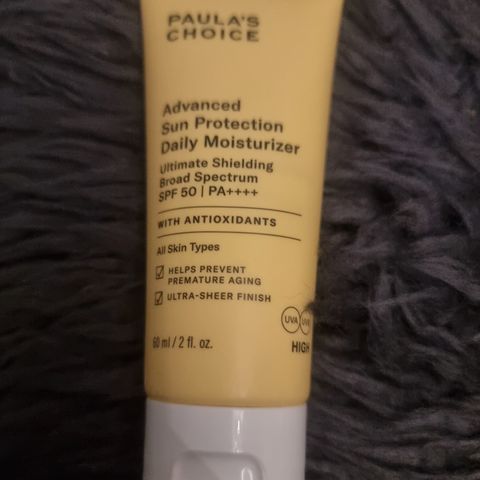 PAULA'S
CHOICE
Advanced
Sun Protection
Daily Moisturizer
Ultimate Shielding
Broad Spectrum
SPF 50 | PA++++
WITH ANTIOXIDANTS
All Skin Types
HELPS PREVENT
PREMATURE AGING
ULTRA-SHEER FINISH
UVA
60 ml / 2 fl. oz.
HIGH